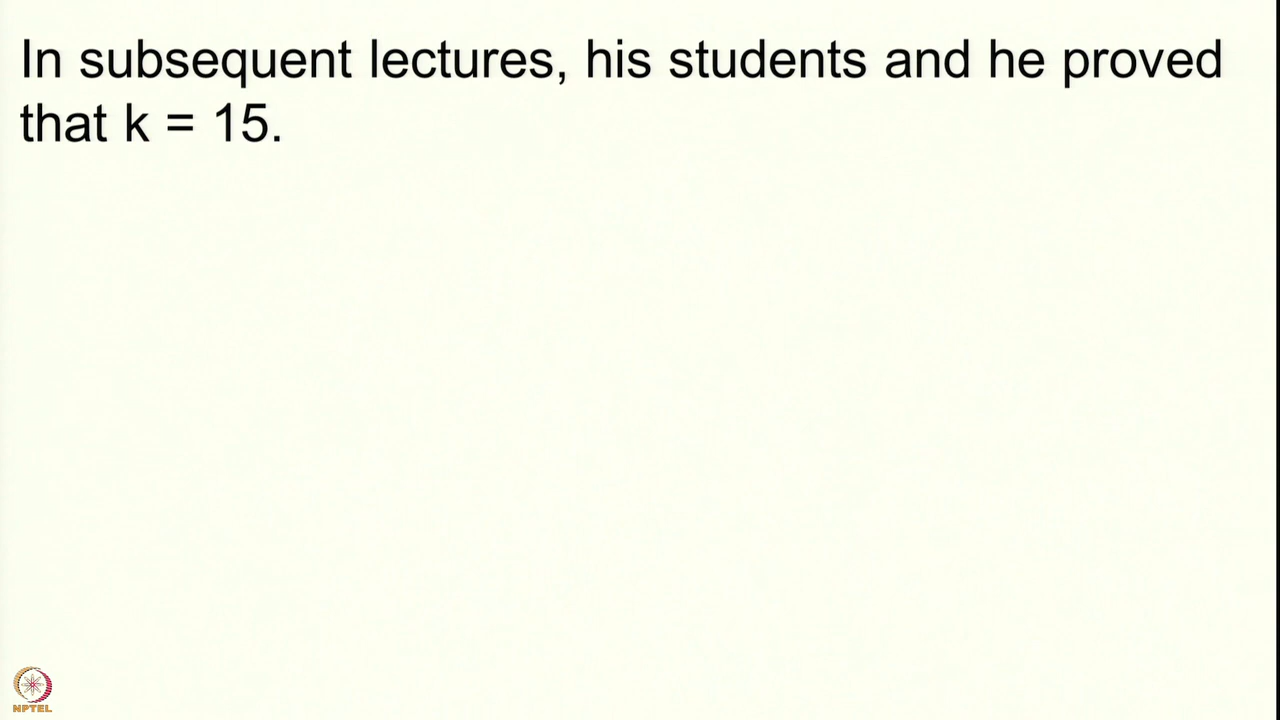 In subsequent lectures, his students and he proved
that k = 15.
NPTEL